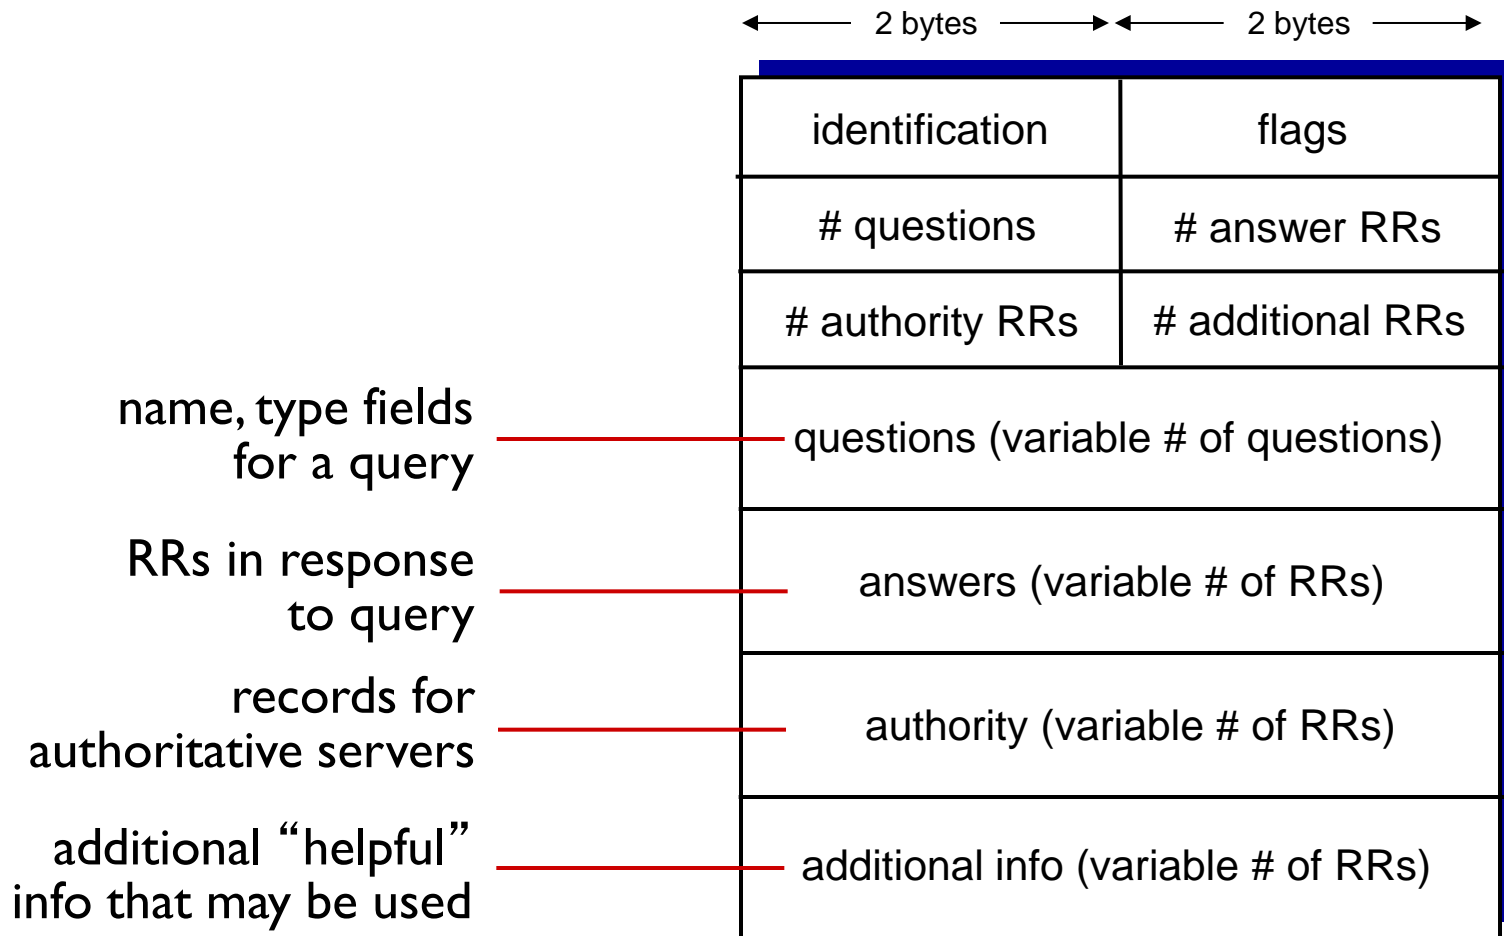 2 bytes 2 bytes
identification flags
# questions # answer RRs
# authority RRs # additional RRs
name, type fields
for a query
questions (variable # of questions)
RRs in response
to query
answers (variable # of RRs)
records for
authoritative servers
authority (variable # of RRs)
additional “helpful”
info that may be used
additional info (variable # of RRs)